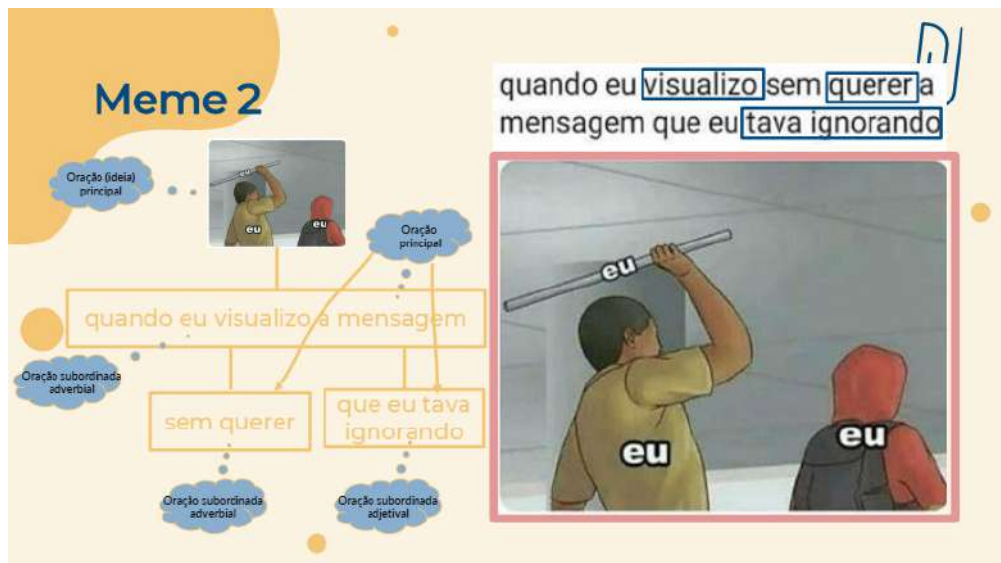 Meme 2
quando eu visualizo sem querer a
mensagem que eu tava ignorando
Oração (ideia)
principal
eu
eu
eu
Oração
principal
quando eu visualizo a mensagem
Oração subordinada
adverbial
sem querer
que eu tava
ignorando
Oração subordinada
adverbial
Oração subordinada
adjetival
eu
eu
eu